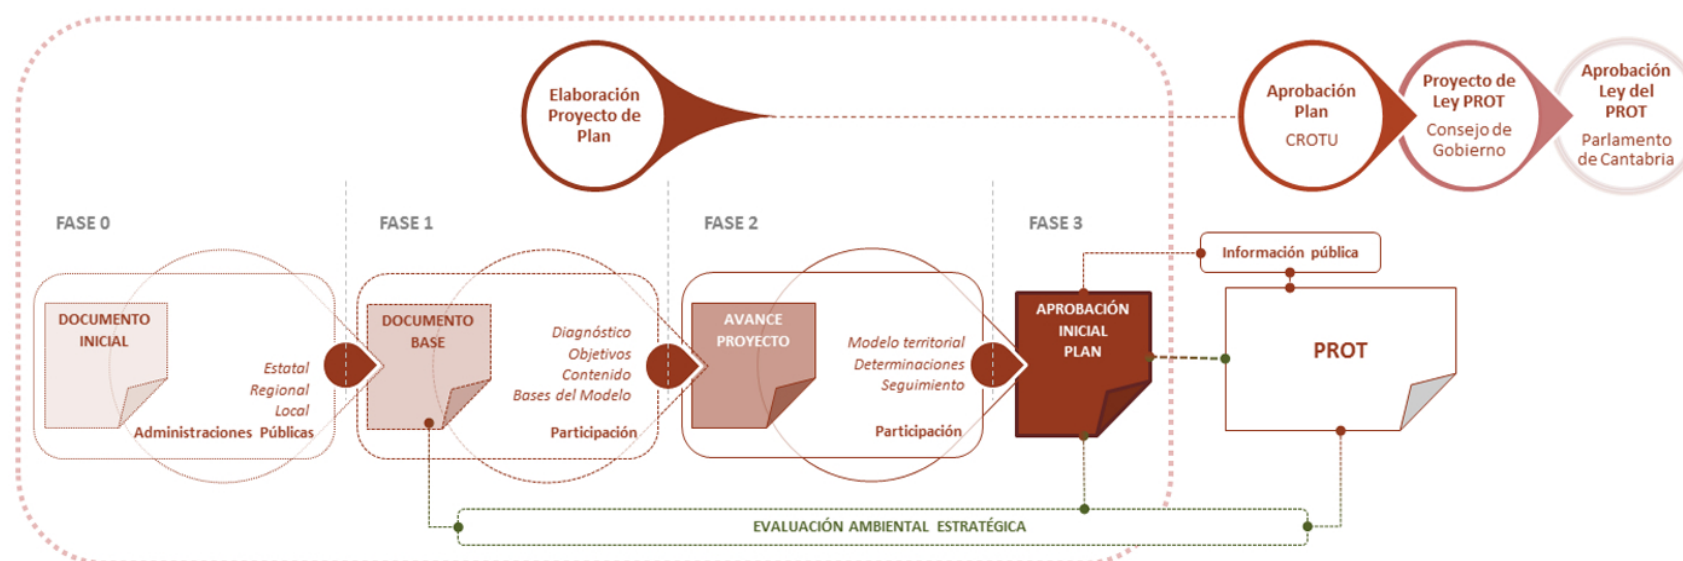 Elaboración
Proyecto de
Plan
Aprobación
Plan
CROTU
Proyecto de
Ley PROT
Consejo de
Gobierno
Aprobación
Ley del
PROT
Parlamento
de Cantabria
FASE 0
FASE 1
FASE 2
FASE 3
DOCUMENTO
INICIAL
Estatal
Regional
Local
Administraciones Públicas
DOCUMENTO
BASE
Diagnóstico
Objetivos
Contenido
Bases del Modelo
Participación
AVANCE
PROYECTO
Modelo territorial
Determinaciones
Seguimiento
Participación
APROBACIÓN
INICIAL
PLAN
Información pública
PROT
EVALUACIÓN AMBIENTAL ESTRATÉGICA